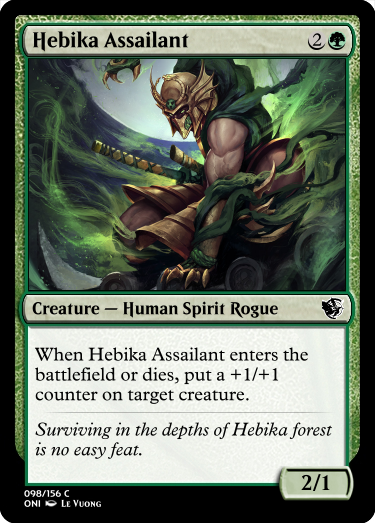 Hebika Assailant 2
Creature — Human Spirit Rogue
When Hebika Assailant enters the
battlefield or dies, put a +1/+1
counter on target creature.
Surviving in the depths of Hebika forest
is no easy feat.
2/1
098/156 C
ONI Le Vuong